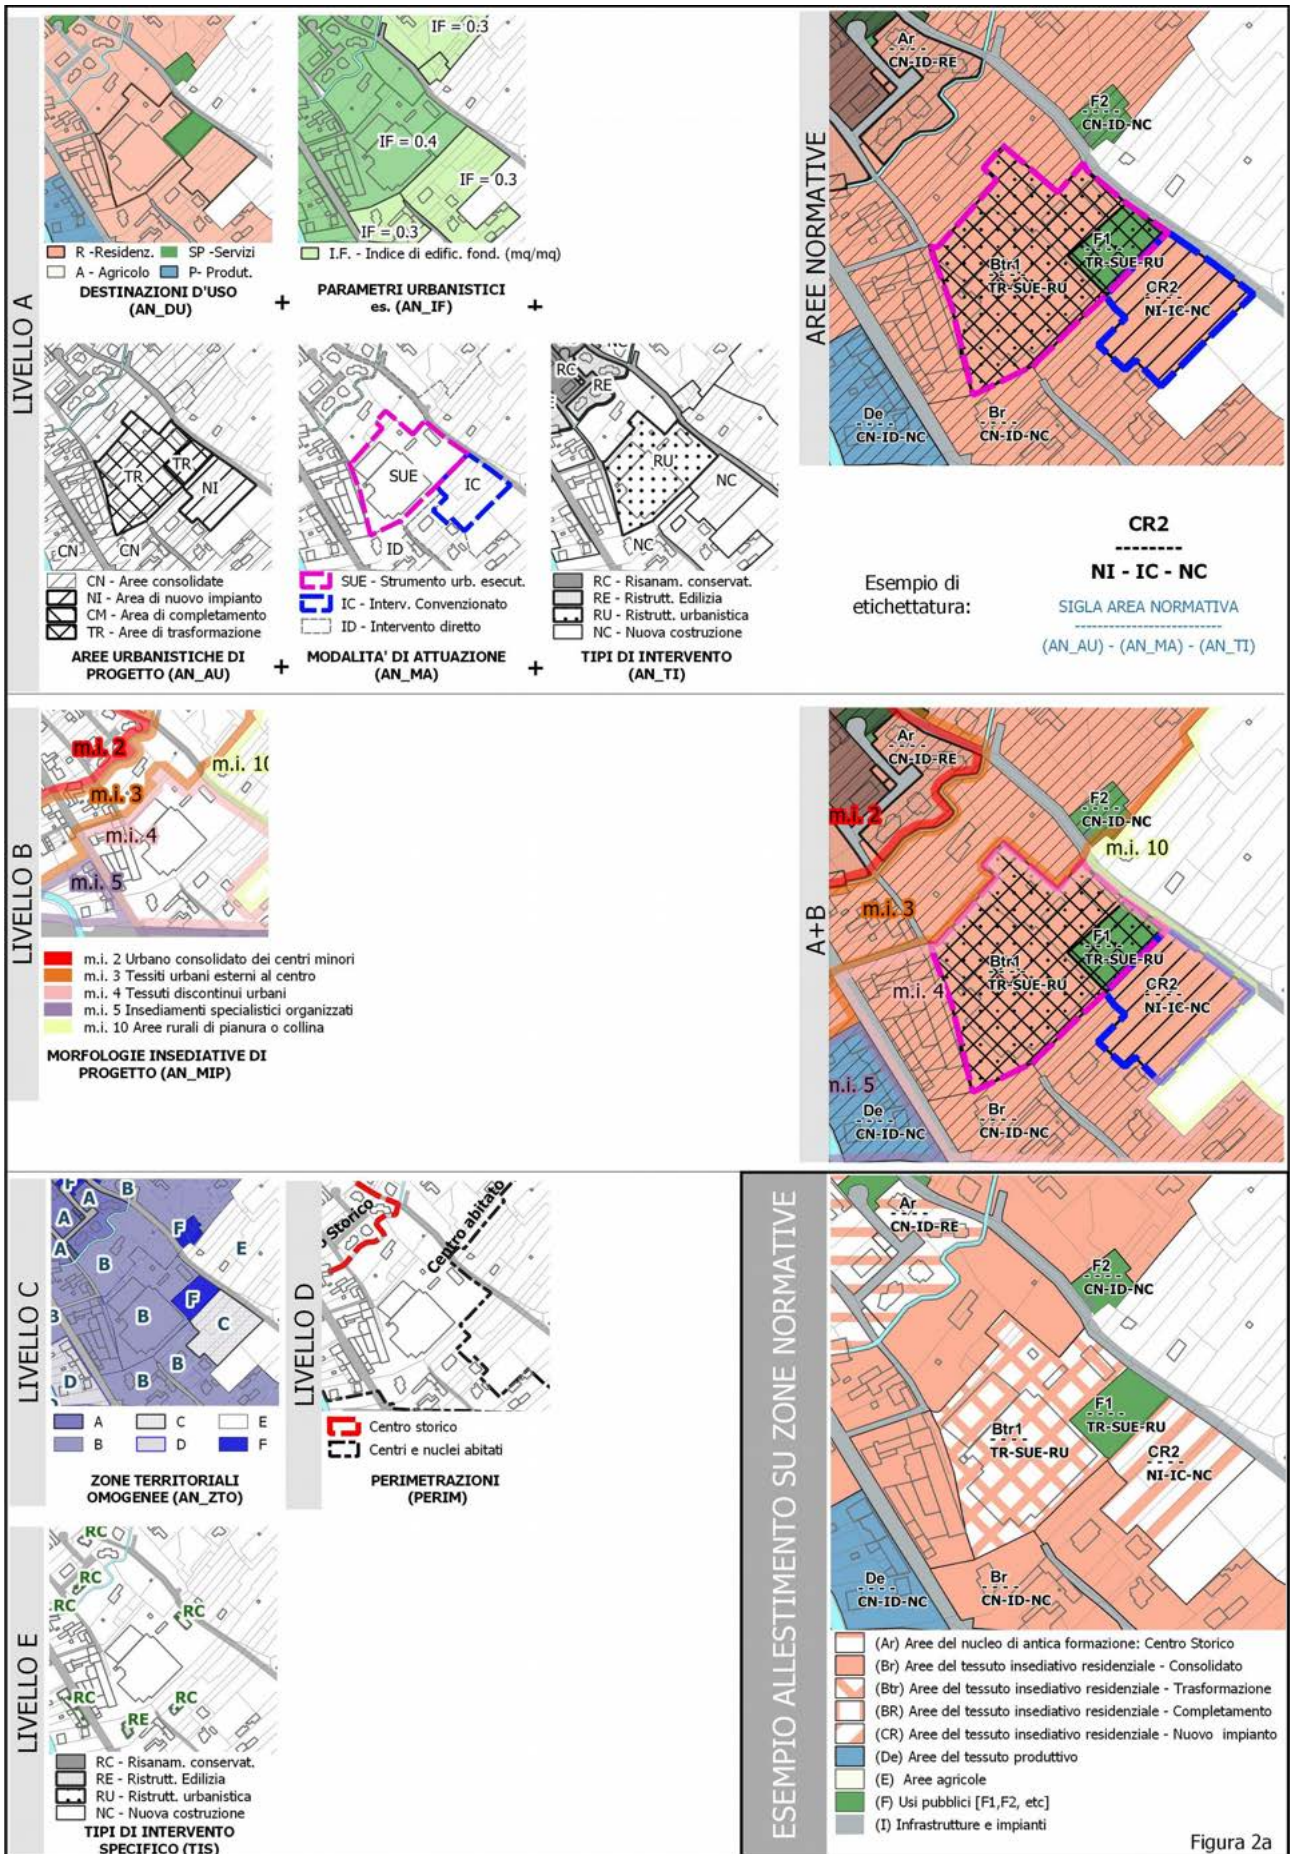 LIVELLO A
IF = 0.3
IF = 0.4
IF = 0.3
IF = 0.3
R -Residenz.
SP -Servizi
A - Agricolo
P- Produt.
DESTINAZIONI D'USO
(AN_DU)
+
I.F. - Indice di edific. fond. (mq/mq)
PARAMETRI URBANISTICI
es. (AN_IF)
+
TR
TR
NI
CN
CN
CN - Aree consolidate
NI - Area di nuovo impianto
CM - Area di completamento
TR - Aree di trasformazione
AREE URBANISTICHE DI
PROGETTO (AN_AU)
+
SUE
IC
ID
SUE - Strumento urb. esecut.
IC - Interv. Convenzionato
ID - Intervento diretto
MODALITA' DI ATTUAZIONE
(AN_MA)
+
RC
RE
RU
NC
NC
RC - Risanam. conservat.
RE - Ristrutt. Edilizia
RU - Ristrutt. urbanistica
NC - Nuova costruzione
TIPI DI INTERVENTO
(AN_TI)
AREE NORMATIVE
Ar
CN-ID-RE
F2
CN-ID-NC
F1
TR-SUE-RU
Btr1
TR-SUE-RU
CR2
NI-IC-NC
De
CN-ID-NC
Br
CN-ID-NC
Esempio di
etichettatura:
CR2
--------
NI - IC - NC
SIGLA AREA NORMATIVA
-------------------------
(AN_AU) - (AN_MA) - (AN_TI)
LIVELLO B
m.i. 2
m.i. 10
m.i. 3
m.i. 4
m.i. 5
m.i. 2 Urbano consolidato dei centri minori
m.i. 3 Tessiti urbani esterni al centro
m.i. 4 Tessuti discontinui urbani
m.i. 5 Insediamenti specialistici organizzati
m.i. 10 Aree rurali di pianura o collina
MORFOLOGIE INSEDIATIVE DI
PROGETTO (AN_MIP)
A+B
Ar
CN-ID-RE
m.i. 2
F2
CN-ID-NC
m.i. 10
m.i. 3
F1
TR-SUE-RU
Btr1
TR-SUE-RU
m.i. 4
CR2
NI-IC-NC
m.i. 5
De
CN-ID-NC
Br
CN-ID-NC
LIVELLO C
F
A
B
A
F
E
A
B
F
B
B
C
B
D
B
D
A
C
E
B
D
F
ZONE TERRITORIALI
OMOGENEE (AN_ZTO)
LIVELLO D
o Storico
Centro abitato
Centro storico
Centri e nuclei abitati
PERIMETRAZIONI
(PERIM)
LIVELLO E
RC
RC
RC
RC
RC
RC
RE
RC - Risanam. conservat.
RE - Ristrutt. Edilizia
RU - Ristrutt. urbanistica
NC - Nuova costruzione
TIPI DI INTERVENTO
SPECIFICO (TIS)
ESEMPIO ALLESTIMENTO SU ZONE NORMATIVE
Ar
CN-ID-RE
F2
CN-ID-NC
F1
TR-SUE-RU
Btr1
TR-SUE-RU
CR2
NI-IC-NC
De
CN-ID-NC
Br
CN-ID-NC
(Ar) Aree del nucleo di antica formazione: Centro Storico
(Br) Aree del tessuto insediativo residenziale - Consolidato
(Btr) Aree del tessuto insediativo residenziale - Trasformazione
(BR) Aree del tessuto insediativo residenziale - Completamento
(CR) Aree del tessuto insediativo residenziale - Nuovo impianto
(De) Aree del tessuto produttivo
(E) Aree agricole
(F) Usi pubblici [F1,F2, etc]
(I) Infrastrutture e impianti
Figura 2a